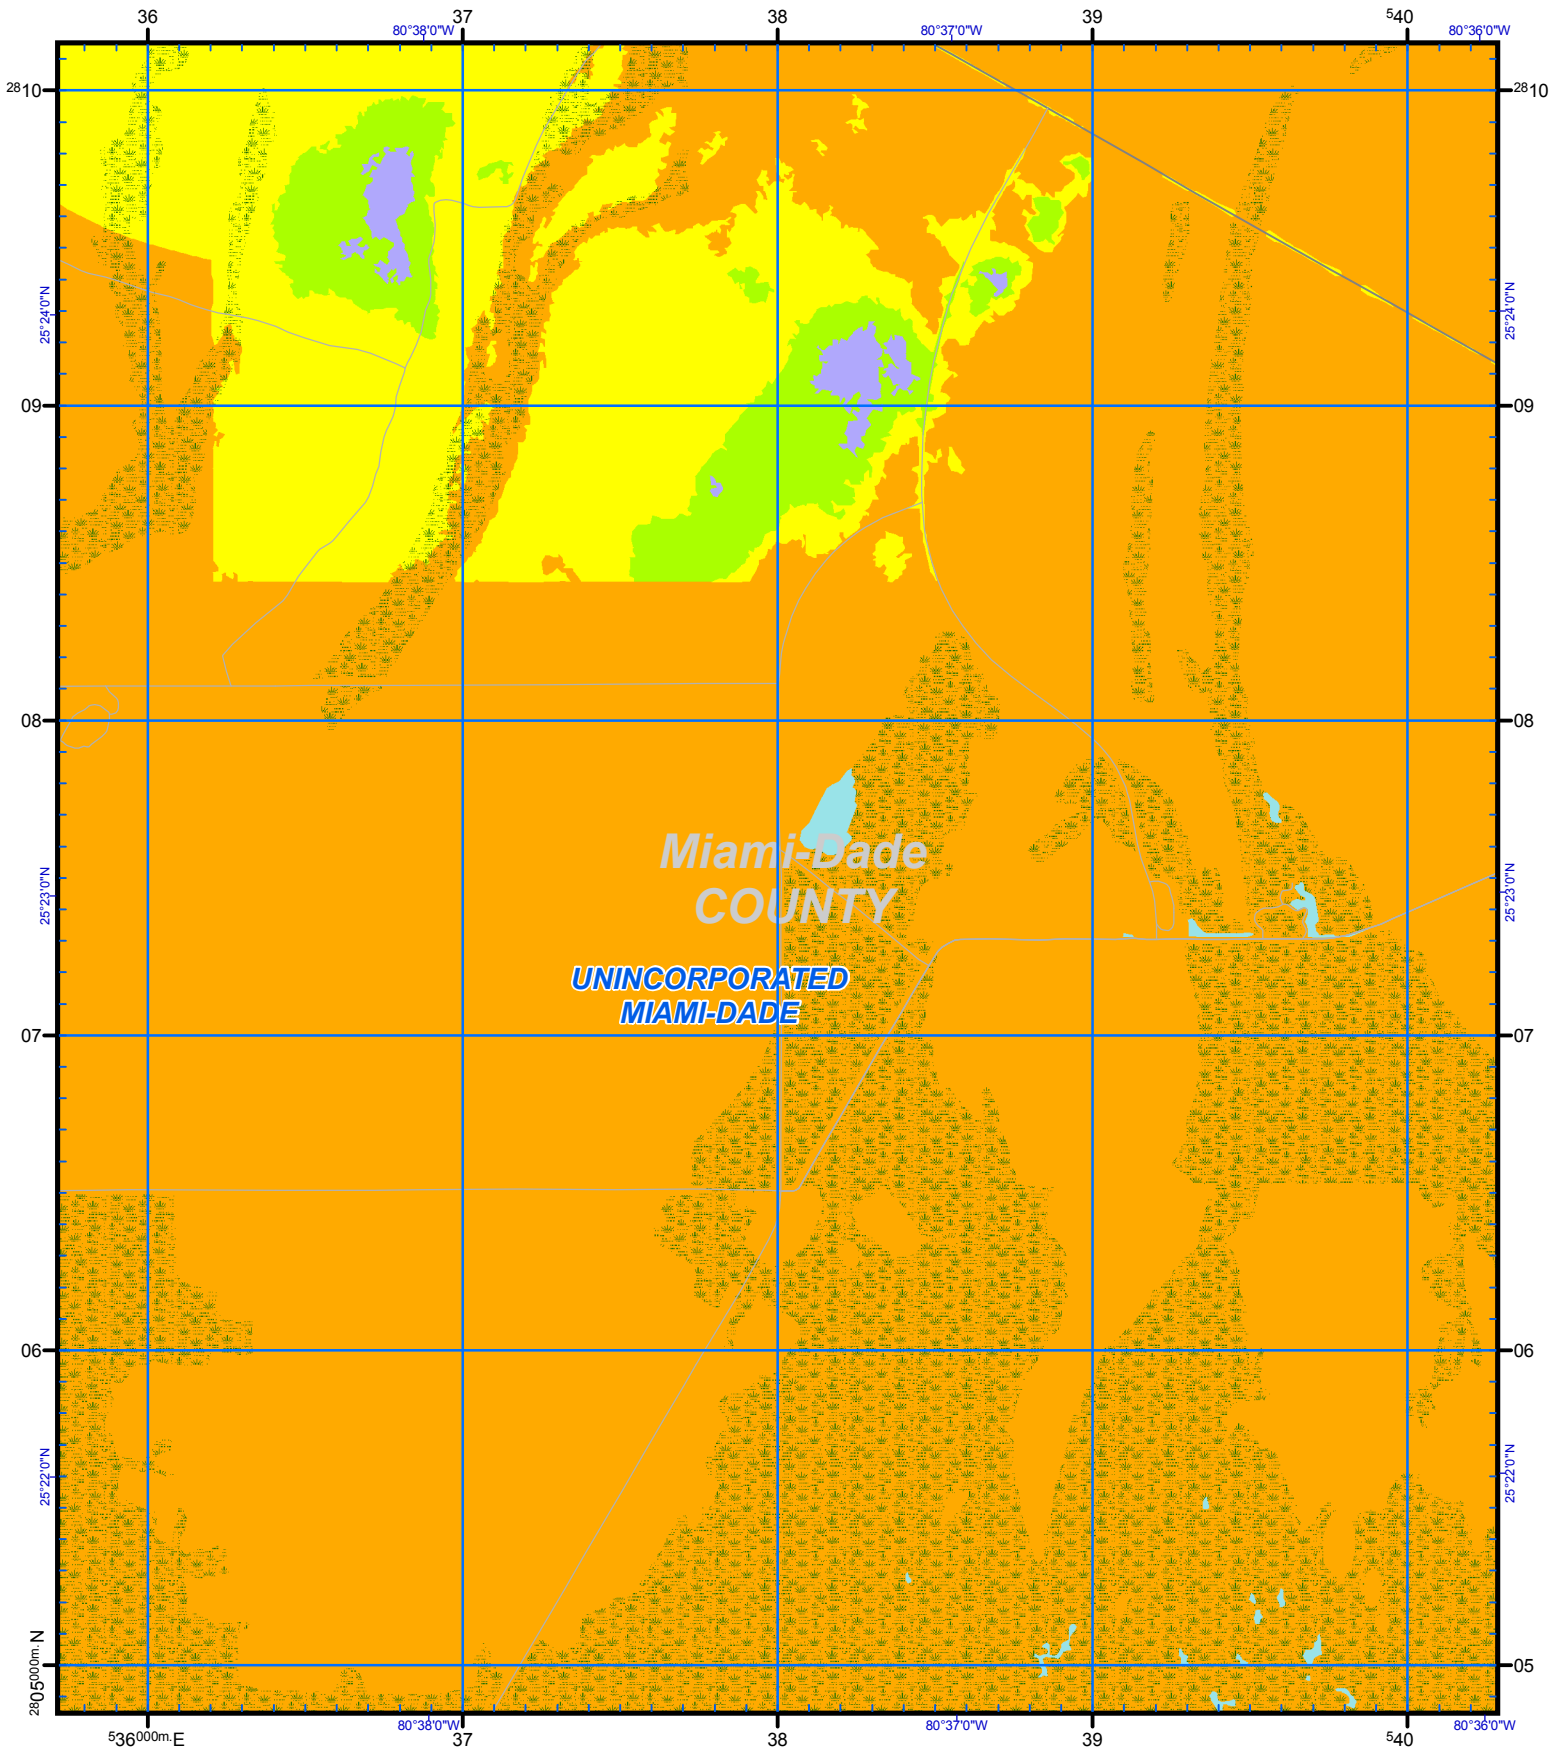 36 37 38 39 ⁵40
80°38'0"W 80°37'0"W 80°36'0"W
²⁸10 ²⁸10
25°24'0"N 25°24'0"N
09 09
08 08
Miami-Dade
COUNTY
25°23'0"N 25°23'0"N
UNINCORPORATED
MIAMI-DADE
07 07
06 06
25°22'0"N 25°22'0"N
²⁸05⁰⁰⁰ᵐ· N 05
⁵36⁰⁰⁰ᵐ· E 80°38'0"W 37 38 80°37'0"W 39 ⁵40 80°36'0"W